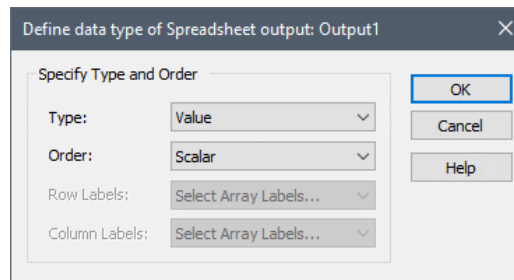 Define data type of Spreadsheet output: Output1
Specify Type and Order
Type:
Value
Order:
Scalar
Row Labels:
Select Array Labels...
Column Labels:
Select Array Labels...
OK
Cancel
Help